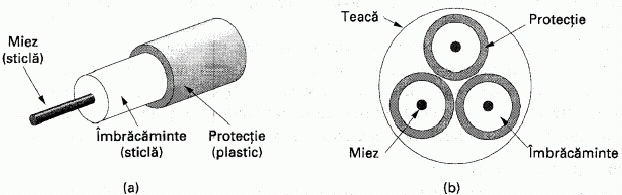 Miez
(sticlă)
Îmbrăcăminte
(sticlă)
Protecție
(plastic)
(a)
Teacă
Protecție
Miez
Îmbrăcăminte
(b)